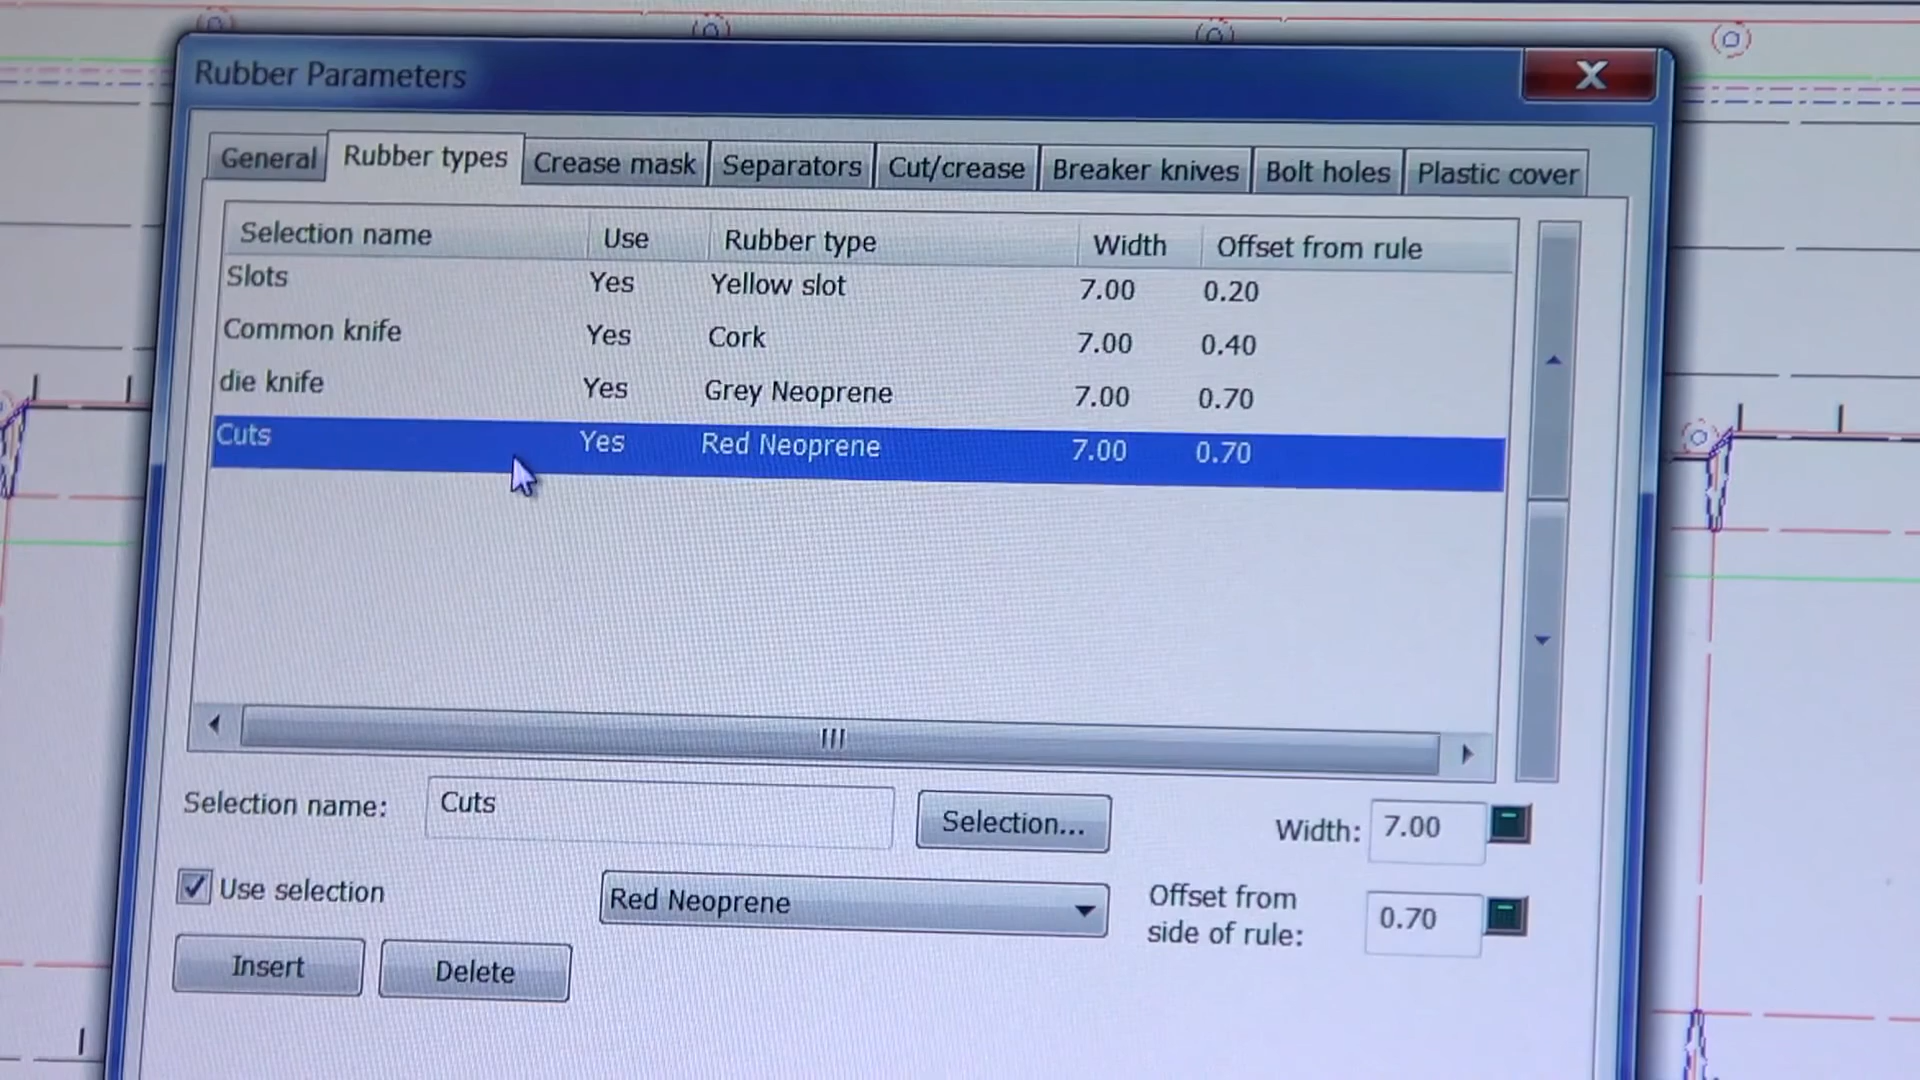 Rubber Parameters
X
General Rubber types Crease mask Separators Cut/crease Breaker knives Bolt holes Plastic cover
Selection name Use Rubber type Width Offset from rule
Slots Yes Yellow slot 7.00 0.20
Common knife Yes Cork 7.00 0.40
die knife Yes Grey Neoprene 7.00 0.70
Cuts Yes Red Neoprene 7.00 0.70
Selection name: Cuts Selection... Width: 7.00
Use selection Red Neoprene Offset from
side of rule: 0.70
Insert Delete